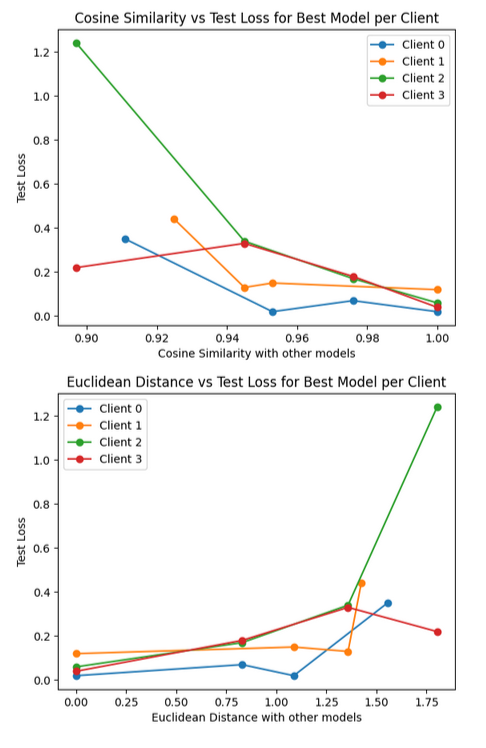 Cosine Similarity vs Test Loss for Best Model per Client
Client 0
Client 1
Client 2
Client 3
1.2
1.0
0.8
0.6
0.4
0.2
0.0
Test Loss
0.90 0.92 0.94 0.96 0.98 1.00
Cosine Similarity with other models
Euclidean Distance vs Test Loss for Best Model per Client
Client 0
Client 1
Client 2
Client 3
1.2
1.0
0.8
0.6
0.4
0.2
0.0
Test Loss
0.00 0.25 0.50 0.75 1.00 1.25 1.50 1.75
Euclidean Distance with other models